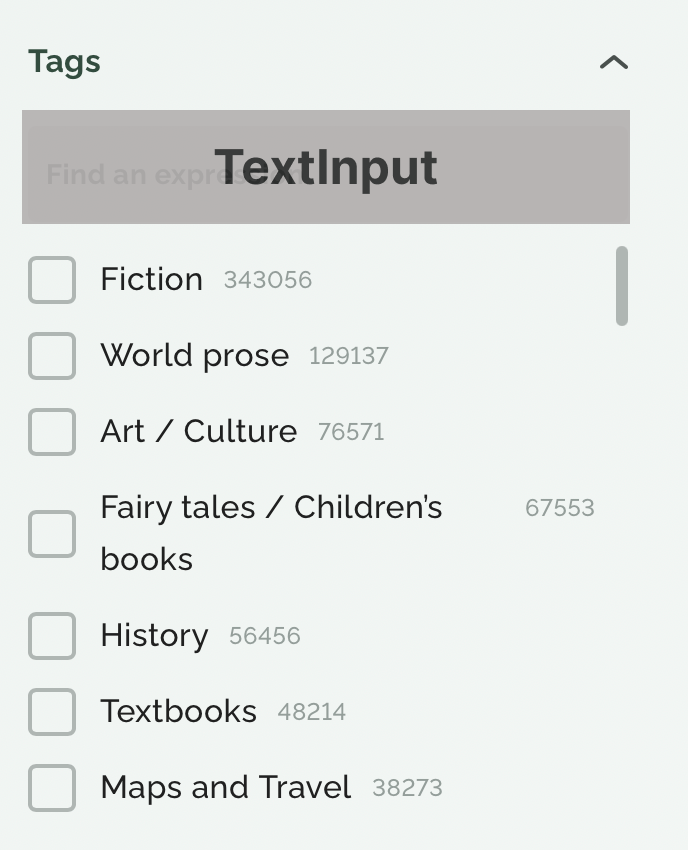 Tags
Find an expression
TextInput
Fiction 343056
World prose 129137
Art / Culture 76571
Fairy tales / Children’s 67553
books
History 56456
Textbooks 48214
Maps and Travel 38273